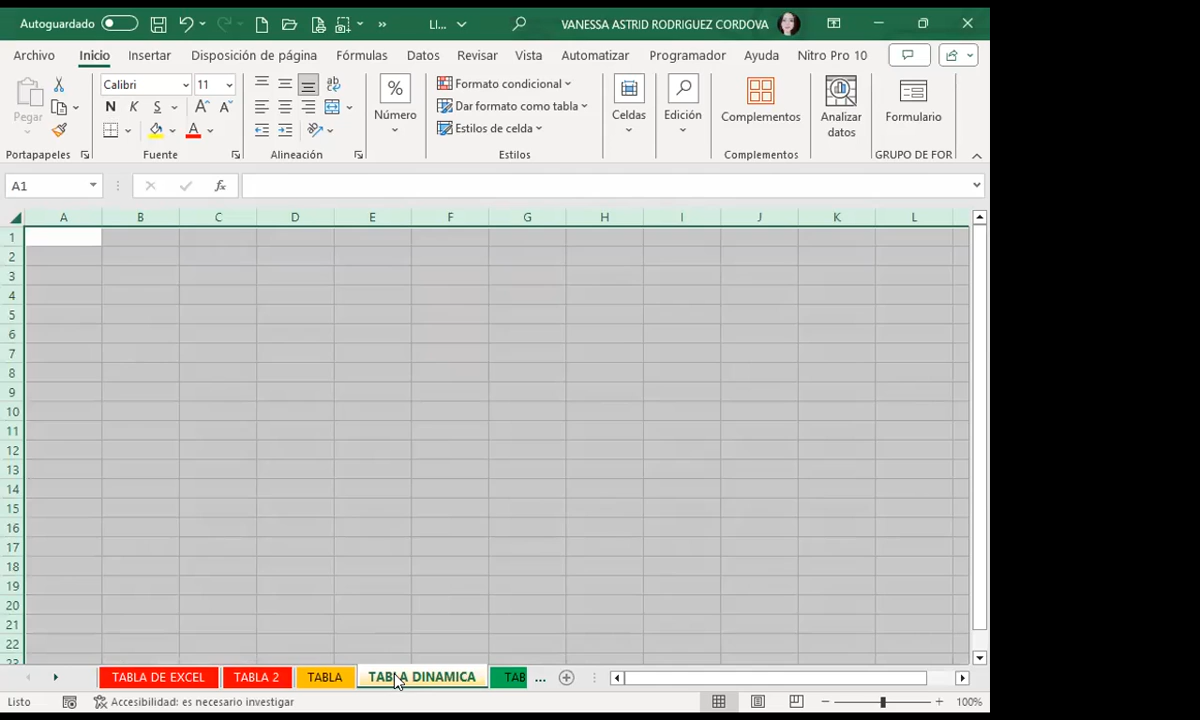 Autoguardado LI... VANESSA ASTRID RODRIGUEZ CORDOVA
Archivo Inicio Insertar Disposición de página Fórmulas Datos Revisar Vista Automatizar Programador Ayuda Nitro Pro 10
Pegar
Portapapeles
Calibri 11
N K S A A
A
Fuente
ab
Alineación
%
Número
Formato condicional
Dar formato como tabla
Estilos de celda
Estilos
Celdas
Edición
Complementos
Complementos
Analizar
datos
Formulario
GRUPO DE FOR
A1 fx
A B C D E F G H I J K L
1
2
3
4
5
6
7
8
9
10
11
12
13
14
15
16
17
18
19
20
21
22
23
TABLA DE EXCEL TABLA 2 TABLA TABLA DINAMICA TAB ...
Listo Accesibilidad: es necesario investigar 100%